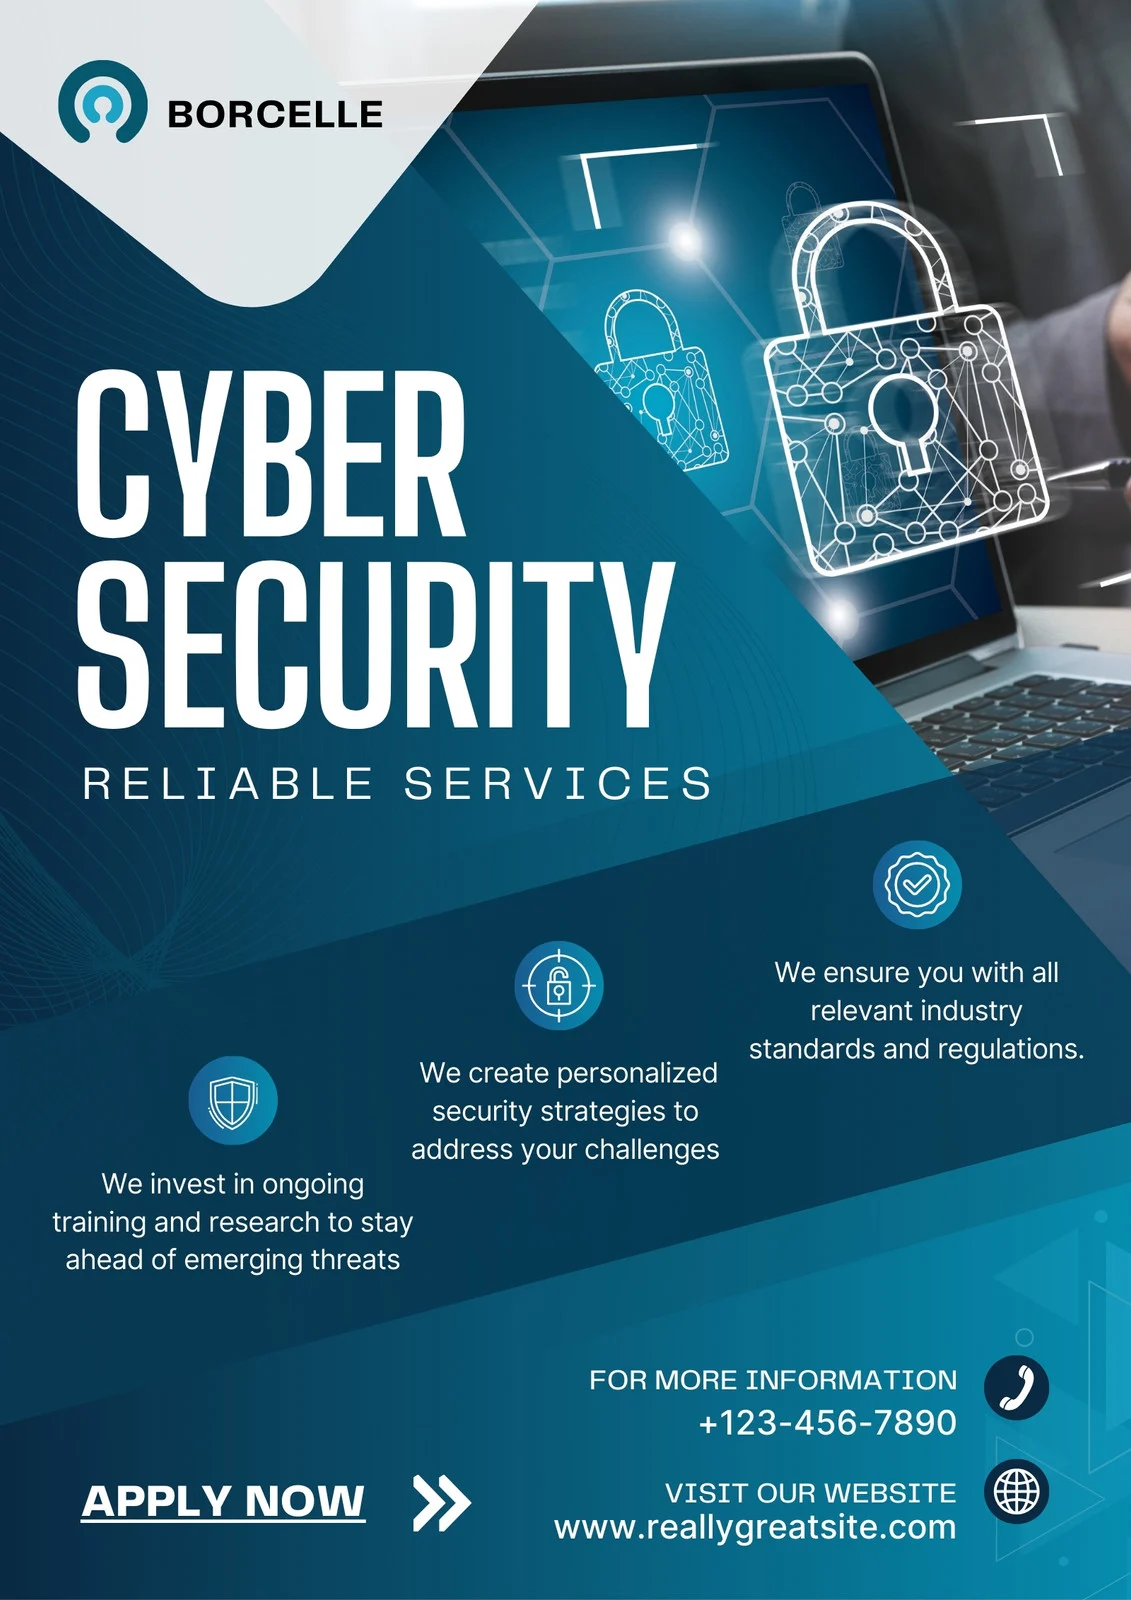 BORCELLE
CYBER
SECURITY
RELIABLE SERVICES
We ensure you with all
relevant industry
standards and regulations.
We create personalized
security strategies to
address your challenges
We invest in ongoing
training and research to stay
ahead of emerging threats
FOR MORE INFORMATION
+123-456-7890
APPLY NOW
VISIT OUR WEBSITE
www.reallygreatsite.com